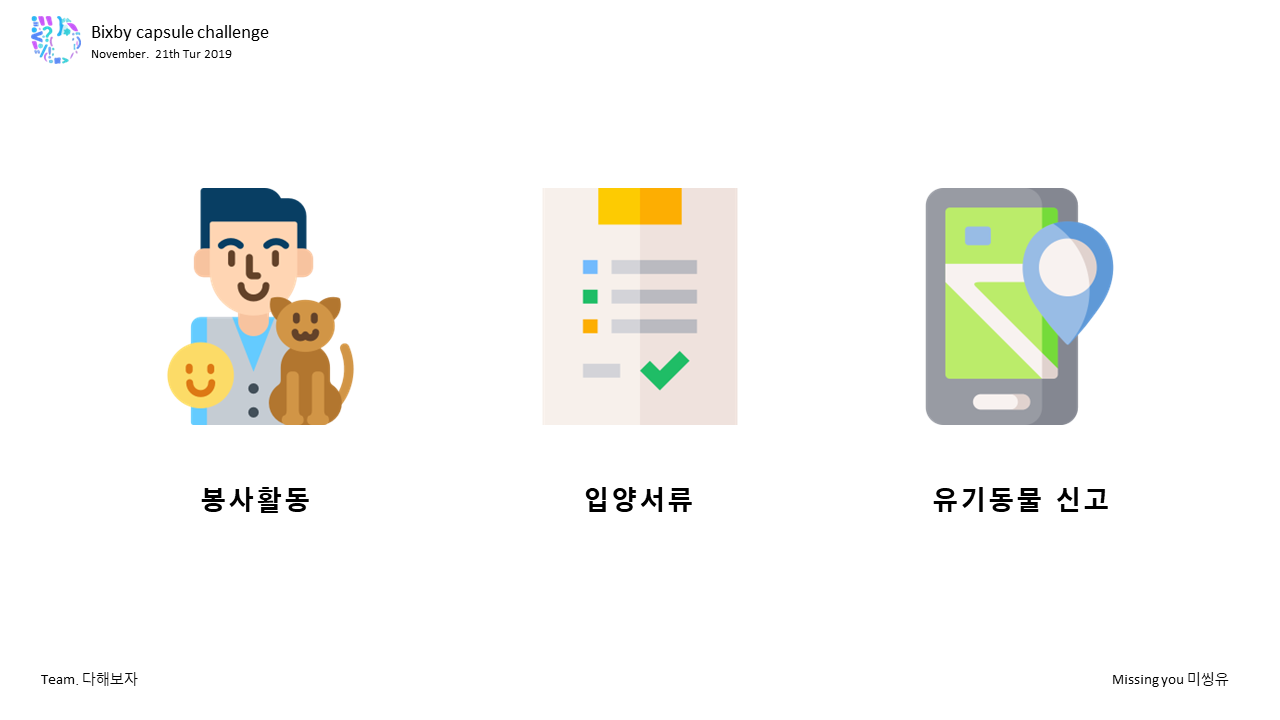 Bixby capsule challenge
November. 21th Tur 2019
봉사활동
입양서류
유기동물 신고
Team. 다해보자
Missing you 미씽유